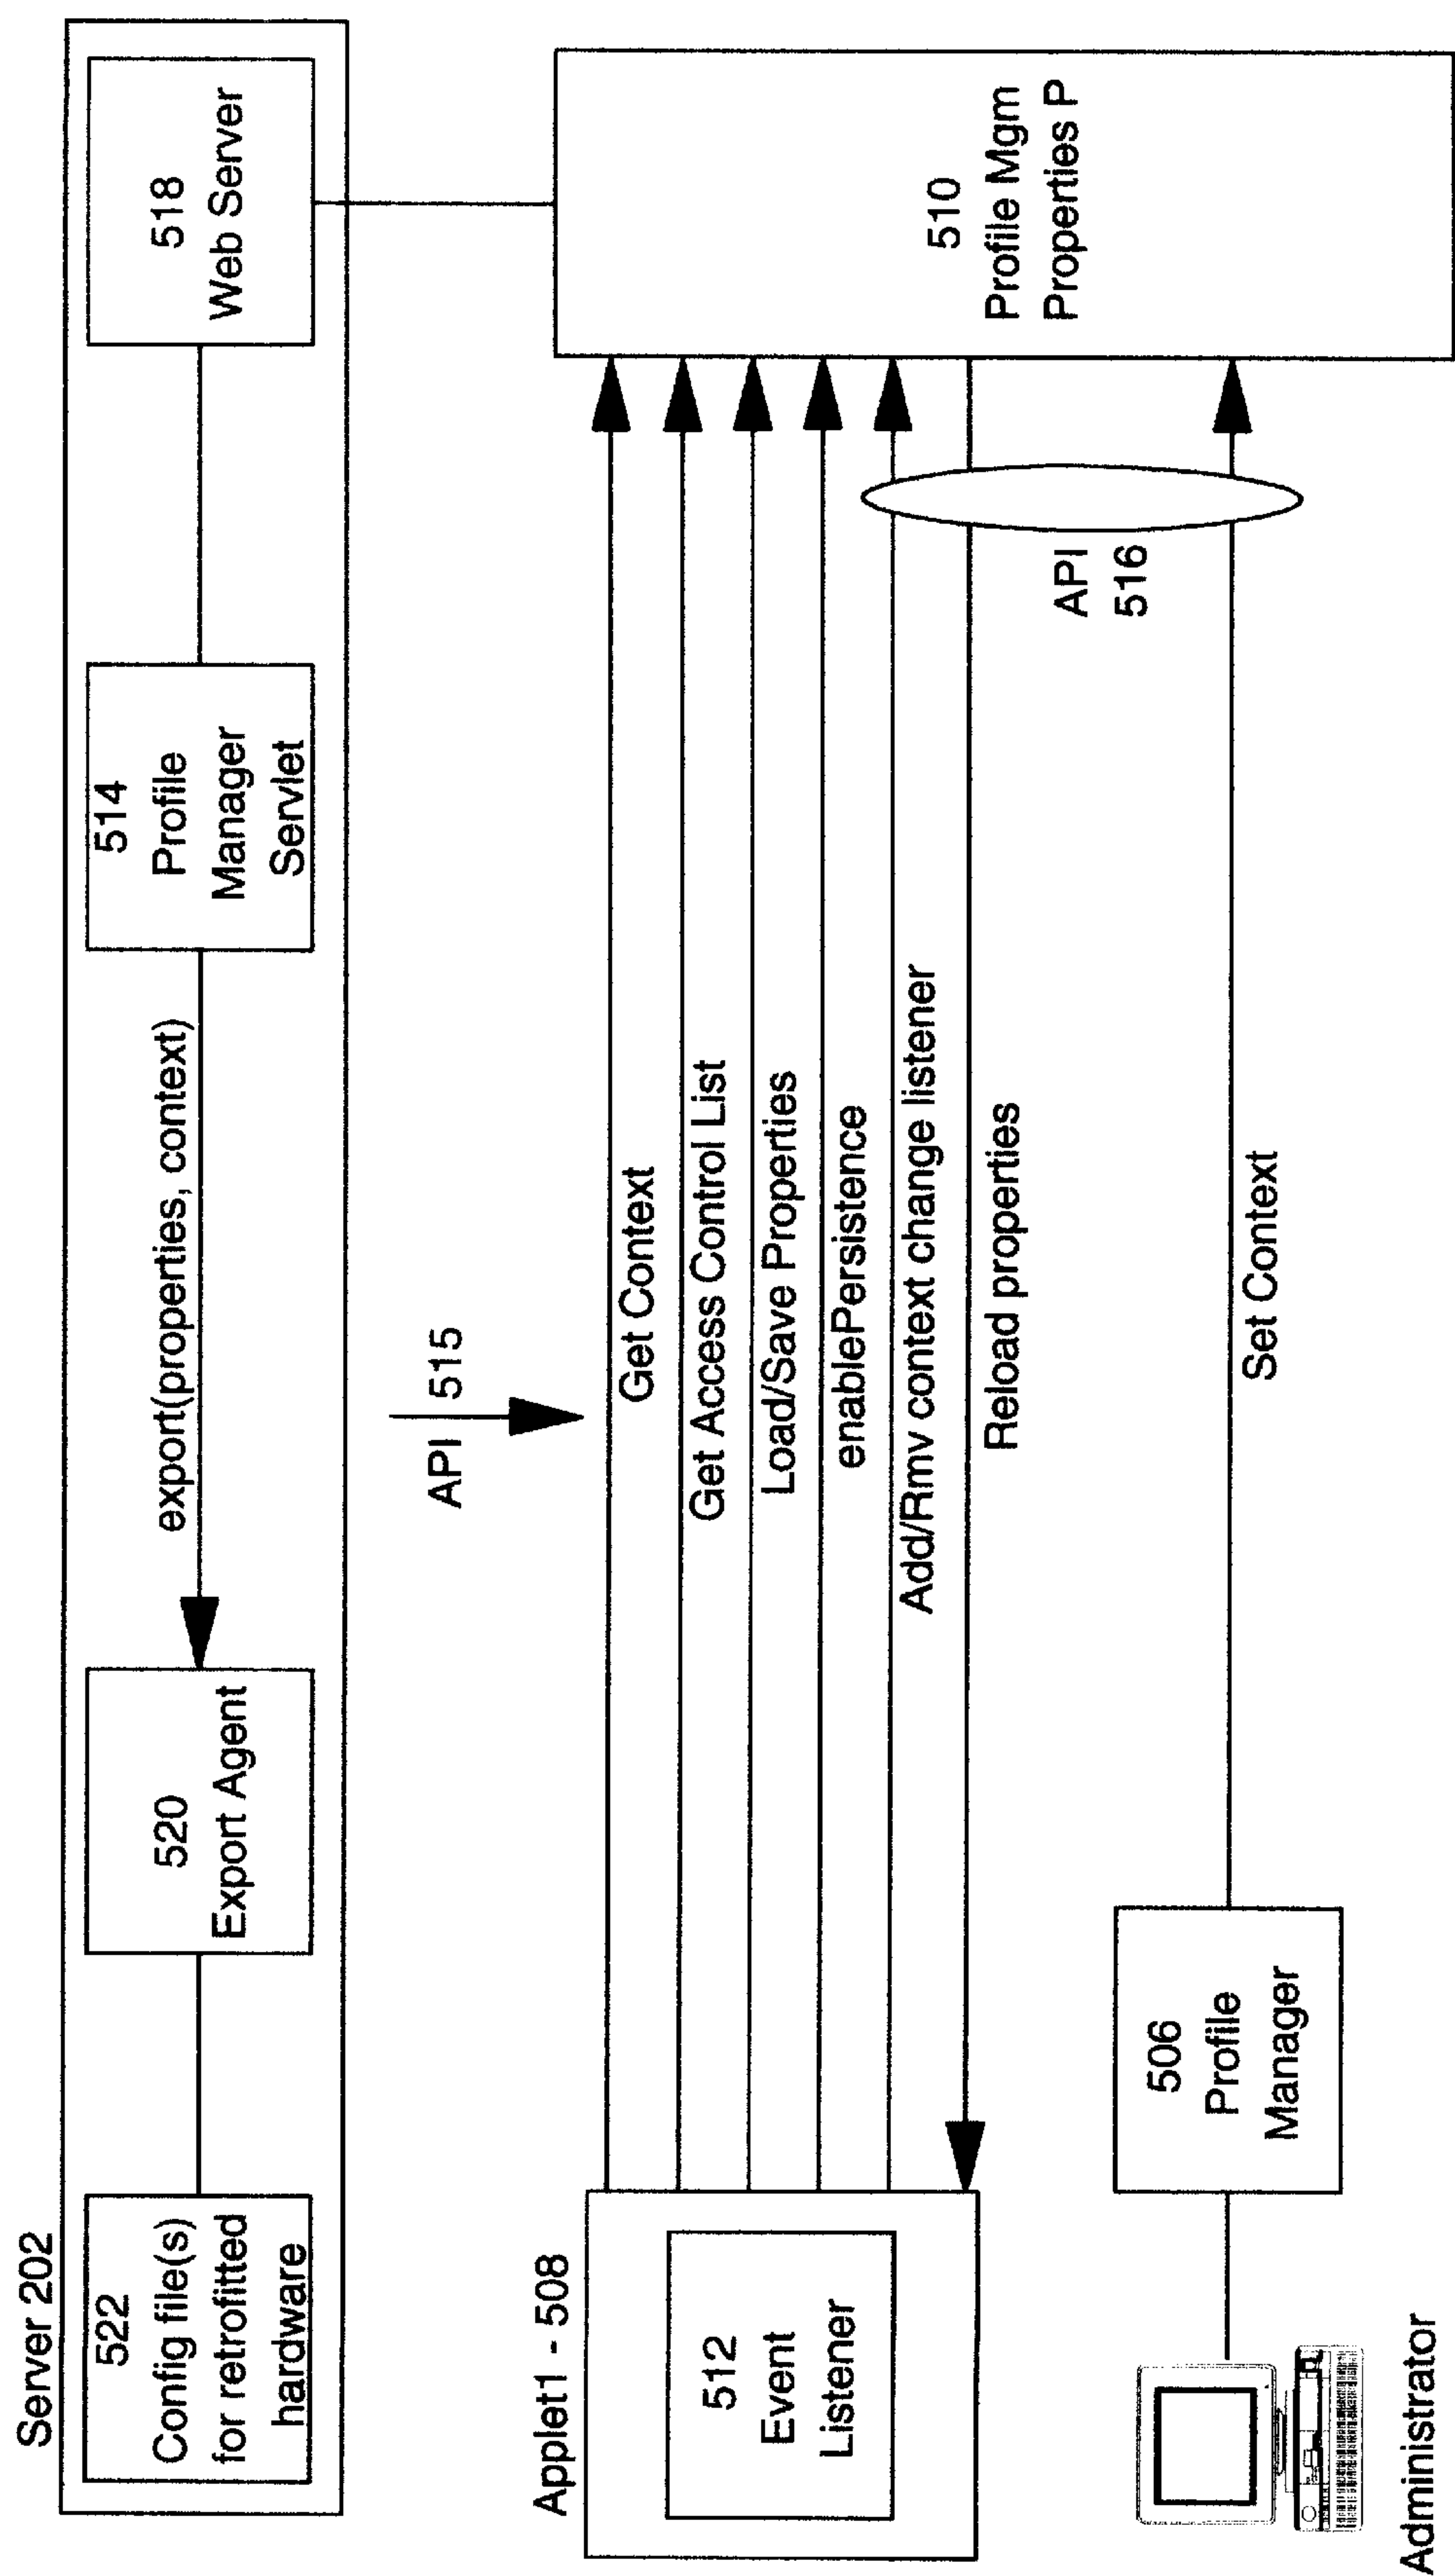 Server 202
522
Config file(s)
for retrofitted
hardware
520
Export Agent
export(properties, context)
514
Profile
Manager
Servlet
518
Web Server
API 515
Applet1 - 508
512
Event
Listener
Get Context
Get Access Control List
Load/Save Properties
enablePersistence
Add/Rmv context change listener
Reload properties
API
516
510
Profile Mgm
Properties P
506
Profile
Manager
Set Context
Administrator